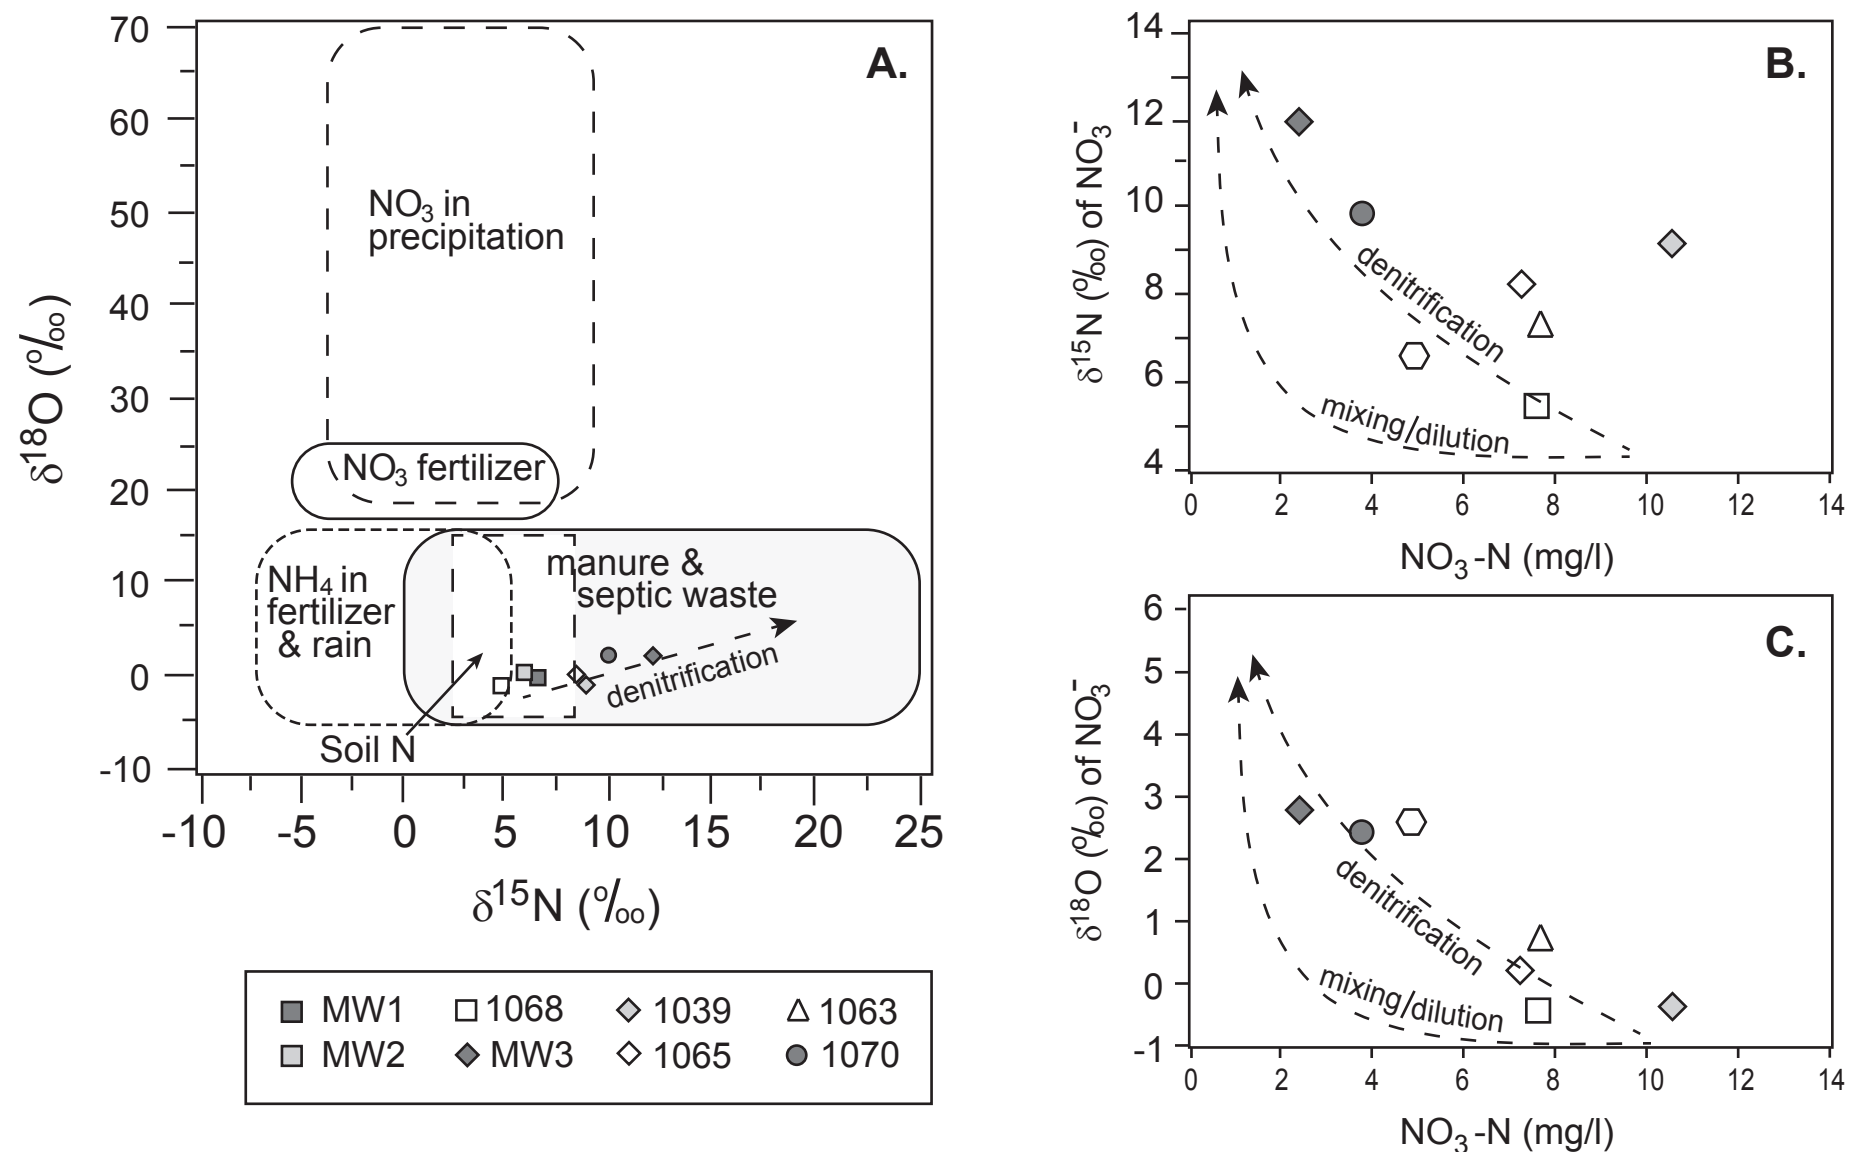 A.
70
60
50
40
30
20
10
0
-10
δ18O (‰)
NO3 in
precipitation
NO3 fertilizer
manure &
septic waste
NH4 in
fertilizer
& rain
denitrification
Soil N
-10 -5 0 5 10 15 20 25
δ15N (‰)
MW1 1068 1039 1063
MW2 MW3 1065 1070
B.
14
12
10
8
6
4
δ15N (‰) of NO3−
denitrification
mixing/dilution
0 2 4 6 8 10 12 14
NO3-N (mg/l)
C.
6
5
4
3
2
1
0
-1
δ18O (‰) of NO3−
denitrification
mixing/dilution
0 2 4 6 8 10 12 14
NO3-N (mg/l)